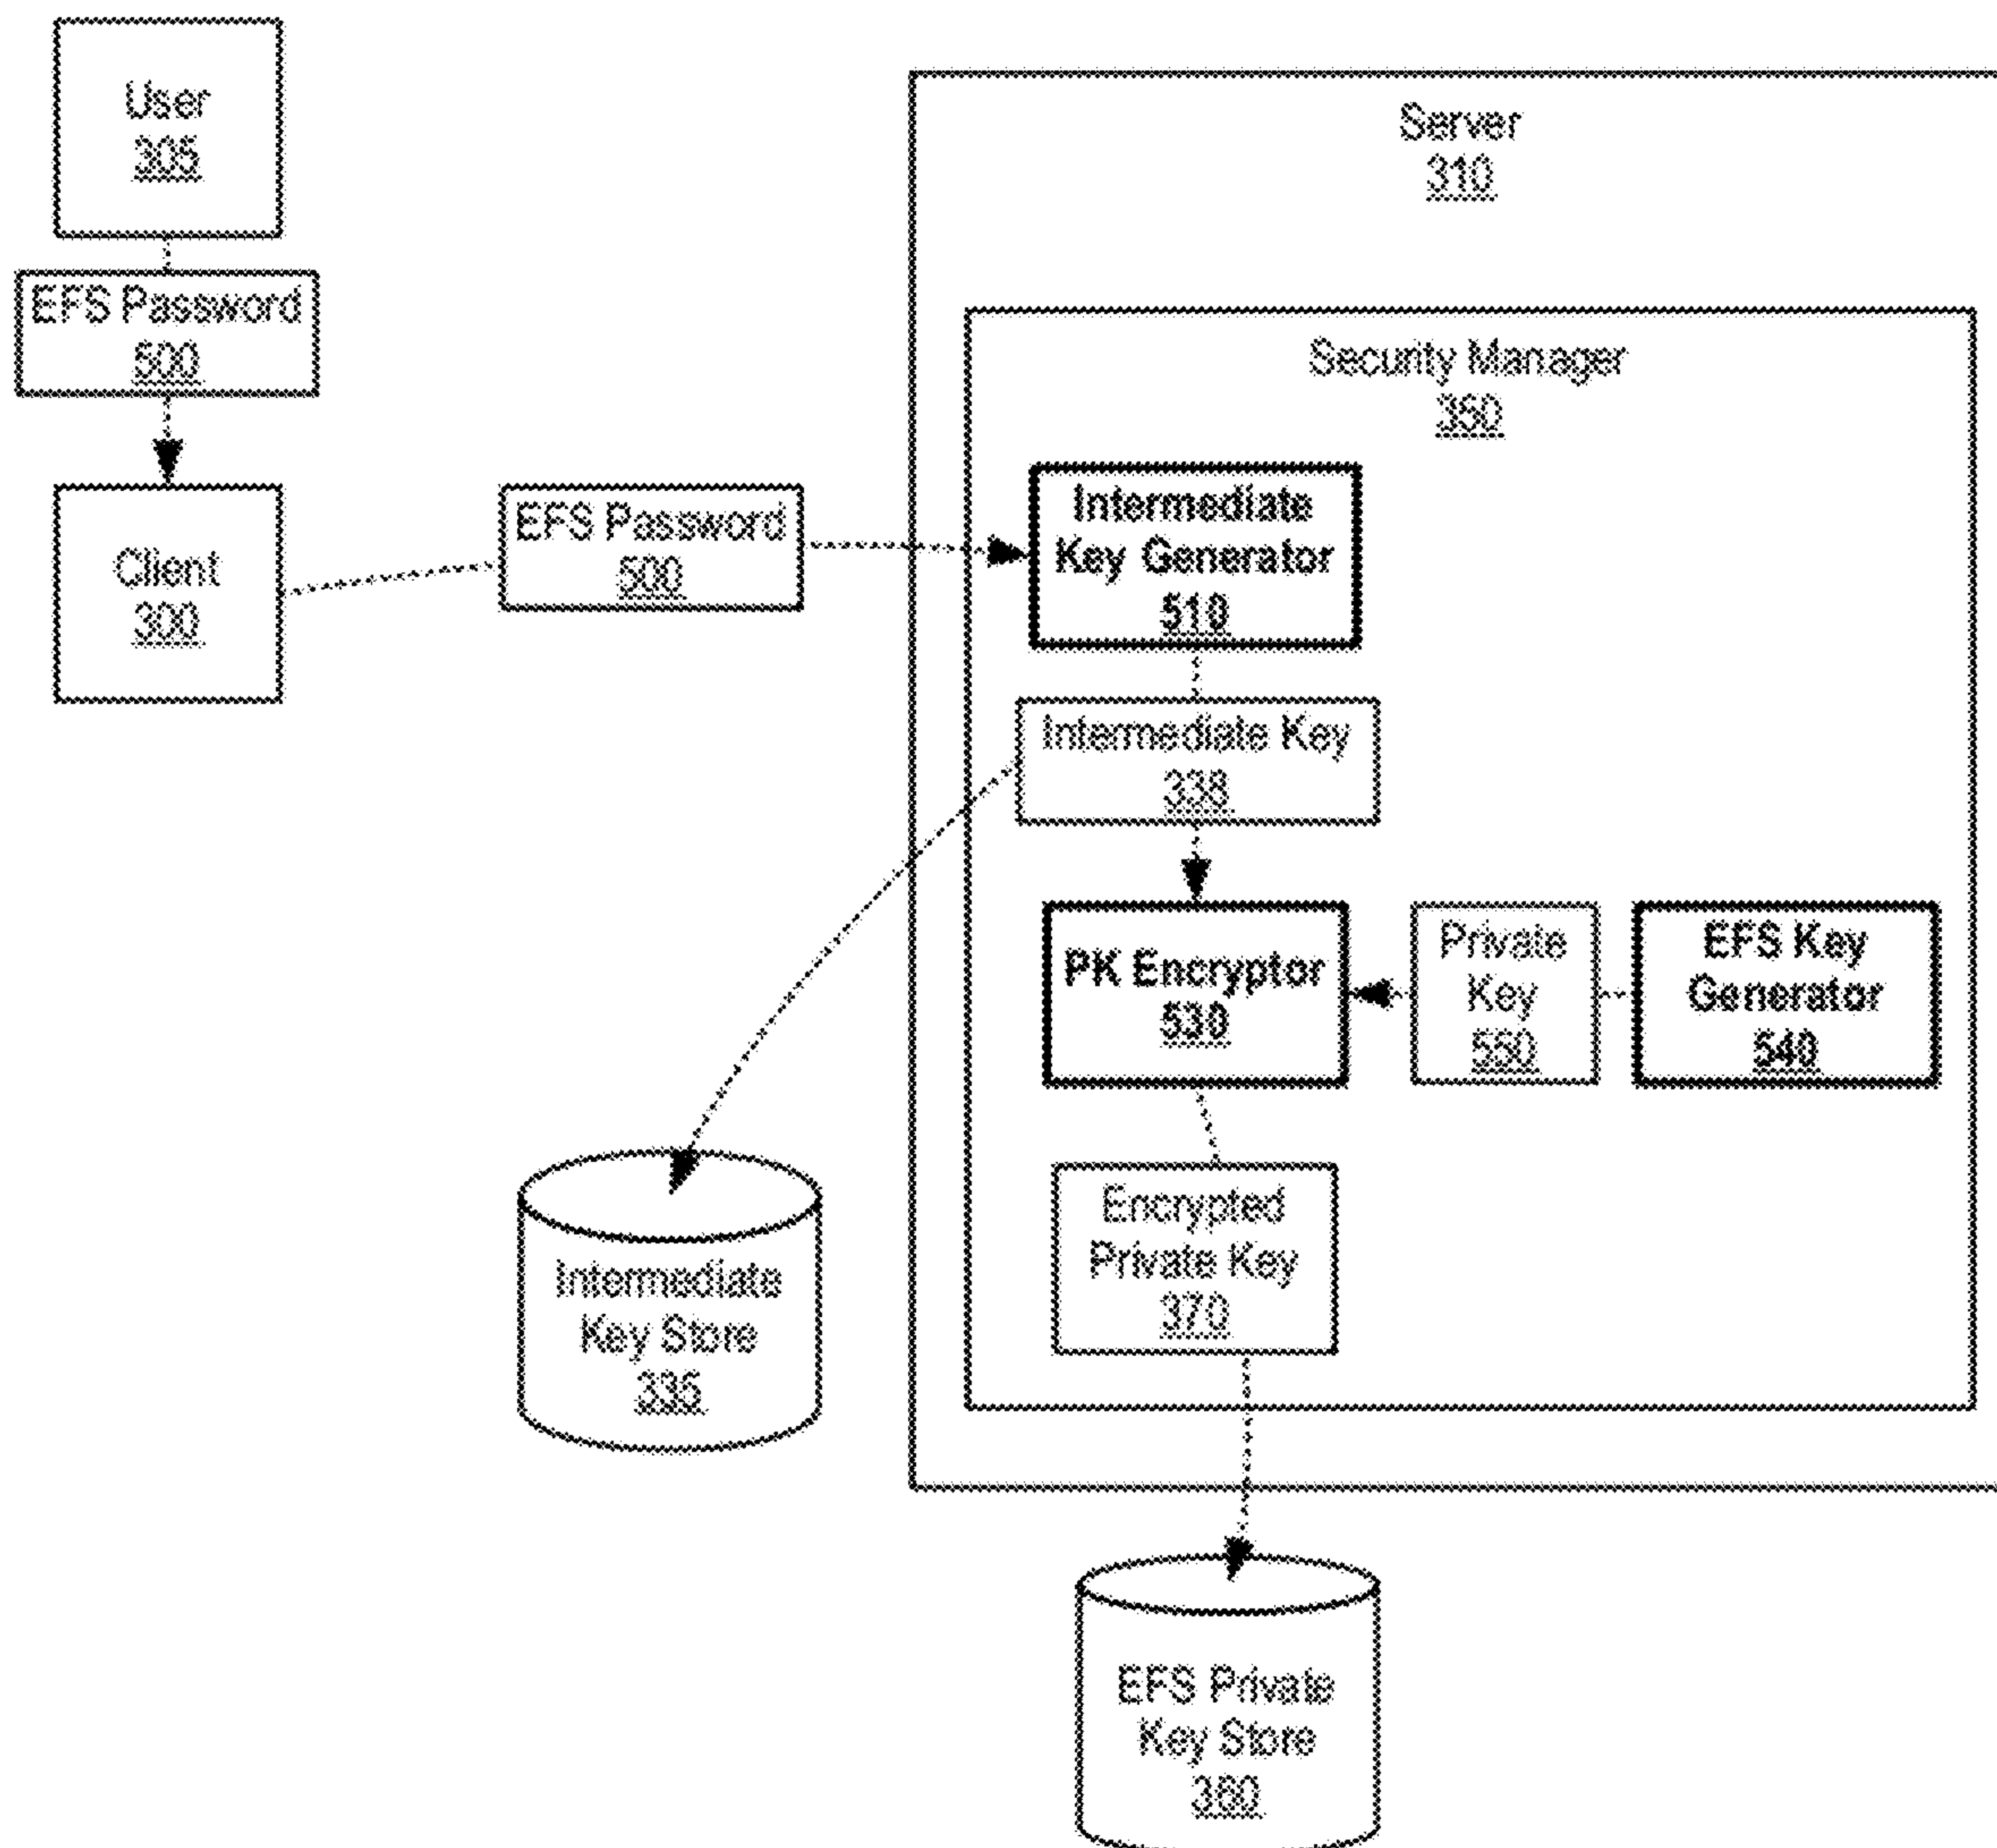 User
305
EFS Password
500
Client
300
EFS Password
500
Server
310
Security Manager
350
Intermediate
Key Generator
510
Intermediate Key
338
PK Encryptor
530
Private
Key
550
EFS Key
Generator
540
Encrypted
Private Key
370
Intermediate
Key Store
335
EFS Private
Key Store
360